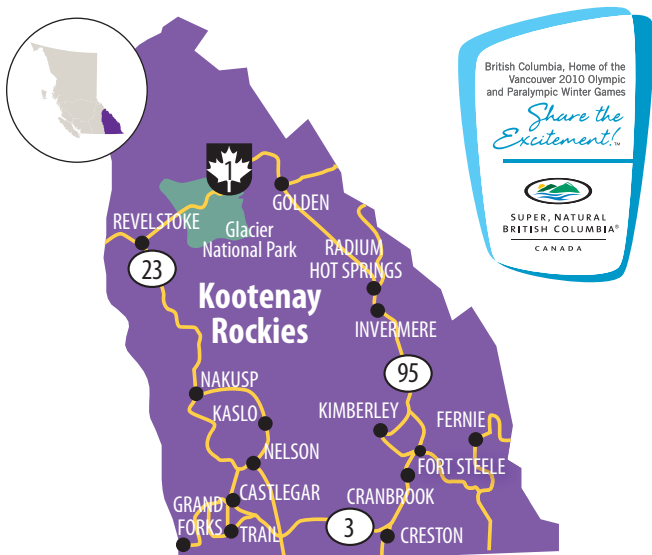 British Columbia, Home of the
Vancouver 2010 Olympic
and Paralympic Winter Games
Share the
Excitement!™
SUPER, NATURAL
BRITISH COLUMBIA®
CANADA
1
GOLDEN
REVELSTOKE
Glacier
National Park
RADIUM
HOT SPRINGS
23
Kootenay
Rockies
INVERMERE
95
NAKUSP
KASLO
KIMBERLEY
FERNIE
NELSON
FORT STEELE
CASTLEGAR
CRANBROOK
GRAND
FORKS
TRAIL
3
CRESTON